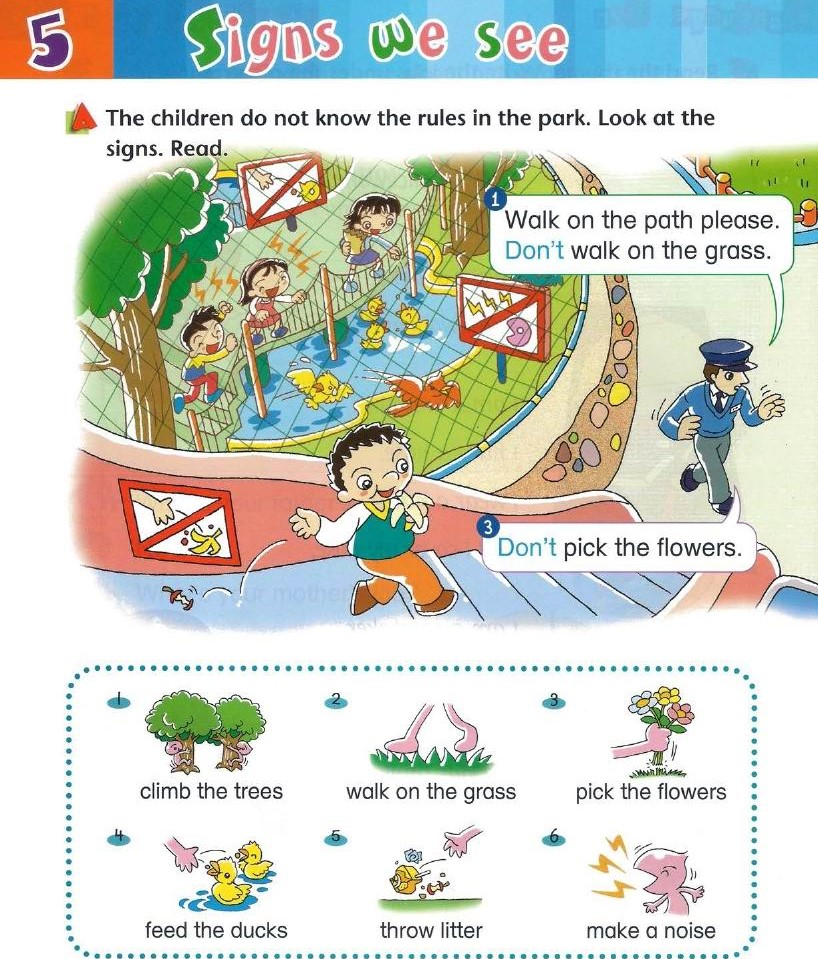 5
Signs we see
A
The children do not know the rules in the park. Look at the
signs. Read.
1
Walk on the path please.
Don't walk on the grass.
3
Don't pick the flowers.
1
2
3
climb the trees
walk on the grass
pick the flowers
4
5
6
feed the ducks
throw litter
make a noise